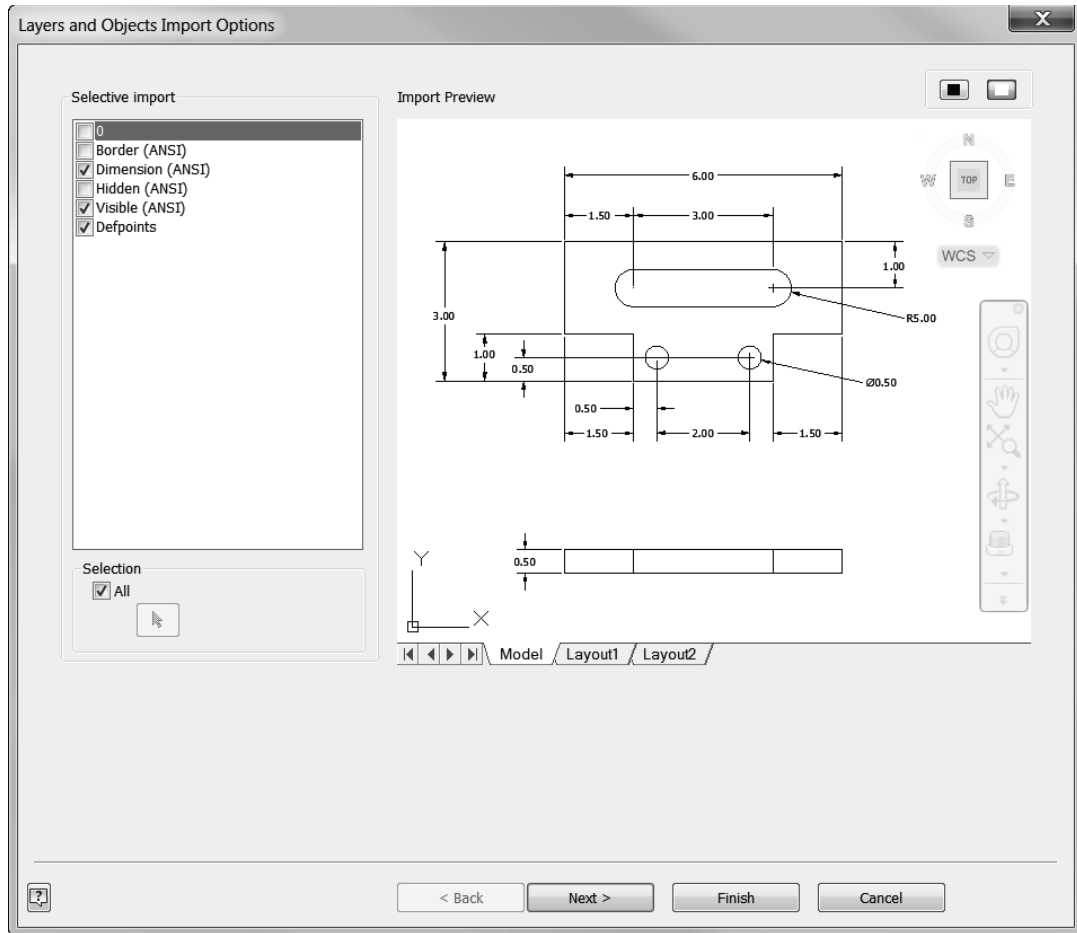 Layers and Objects Import Options
X
Selective import
0
Border (ANSI)
Dimension (ANSI)
Hidden (ANSI)
Visible (ANSI)
Defpoints
Selection
All
Import Preview
N
W TOP E
S
WCS
6.00
1.50 3.00
1.00
3.00
R5.00
1.00
0.50
Ø0.50
0.50
1.50 2.00 1.50
Y
0.50
X
Model Layout1 Layout2
? < Back Next > Finish Cancel